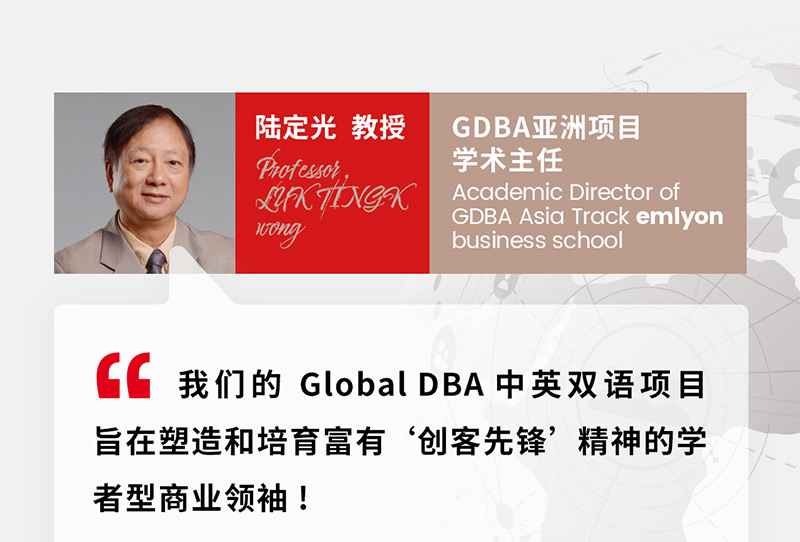 陆定光 教授
Professor,
LUK TINGK
wong
GDBA亚洲项目
学术主任
Academic Director of
GDBA Asia Track emlyon
business school
“ 我们的 Global DBA 中英双语项目
旨在塑造和培育富有‘创客先锋’精神的学
者型商业领袖！